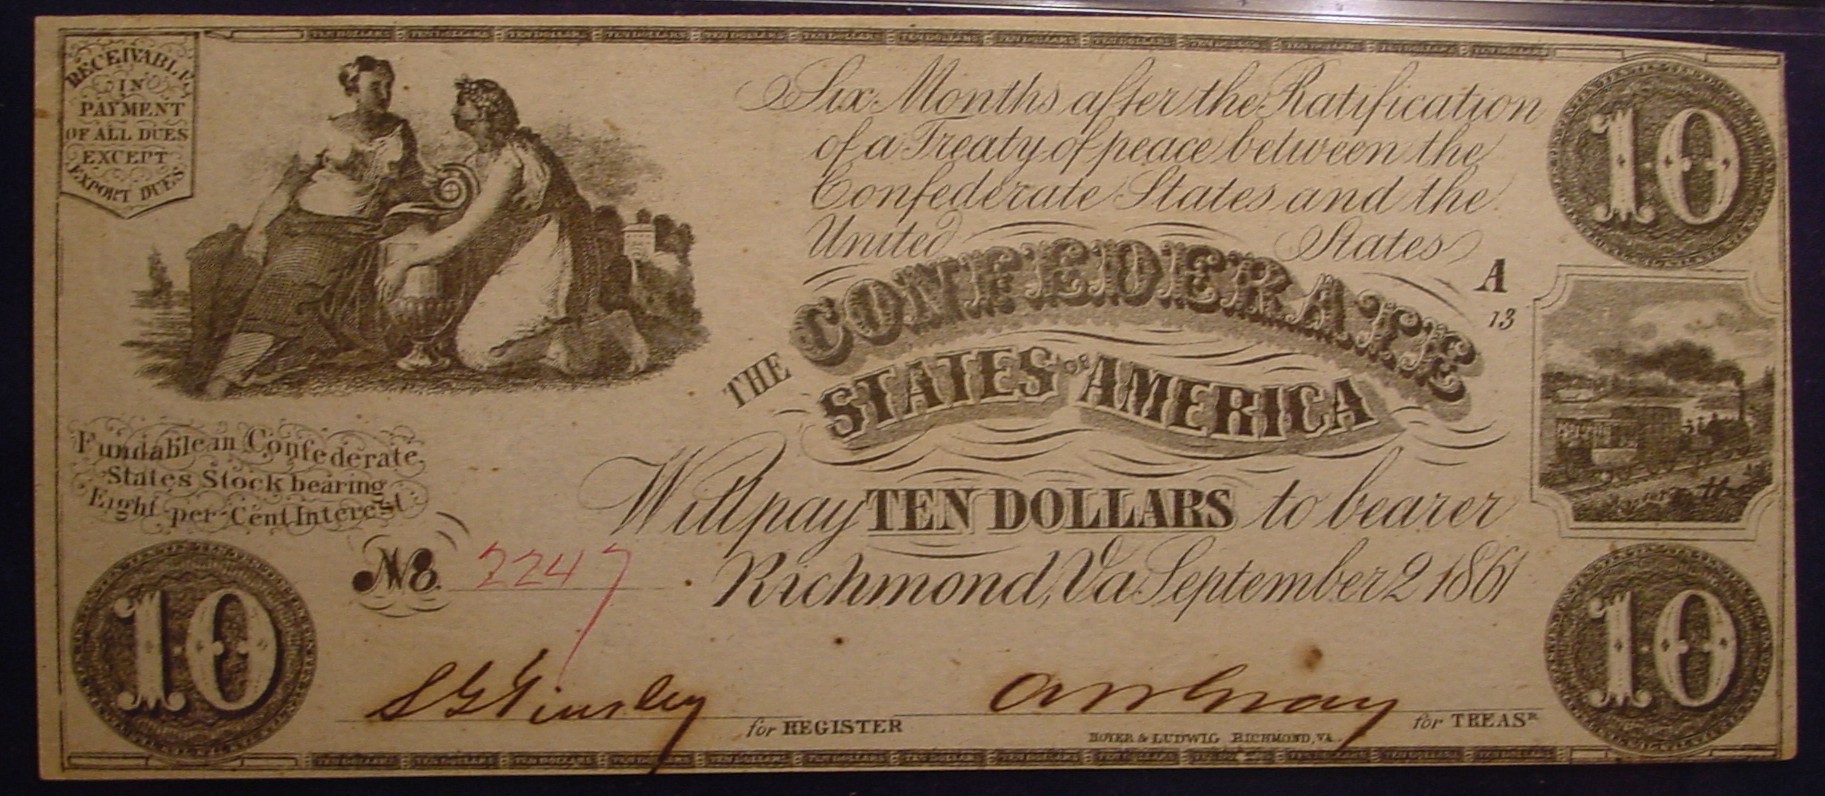 RECEIVABLE
IN
PAYMENT
OF ALL DUES
EXCEPT
EXPORT DUES
Six Months after the Ratification
of a Treaty of peace between the
Confederate States and the
United States
10
A
13
THE CONFEDERATE
STATES OF AMERICA
Fundable in Confederate
States Stock bearing
Eight per Cent Interest
Will pay TEN DOLLARS to bearer
No. 2247
Richmond, Va September 2 1861
10
10
S G Tinsley for REGISTER
Gray for TREASR
HOYER & LUDWIG RICHMOND, VA.